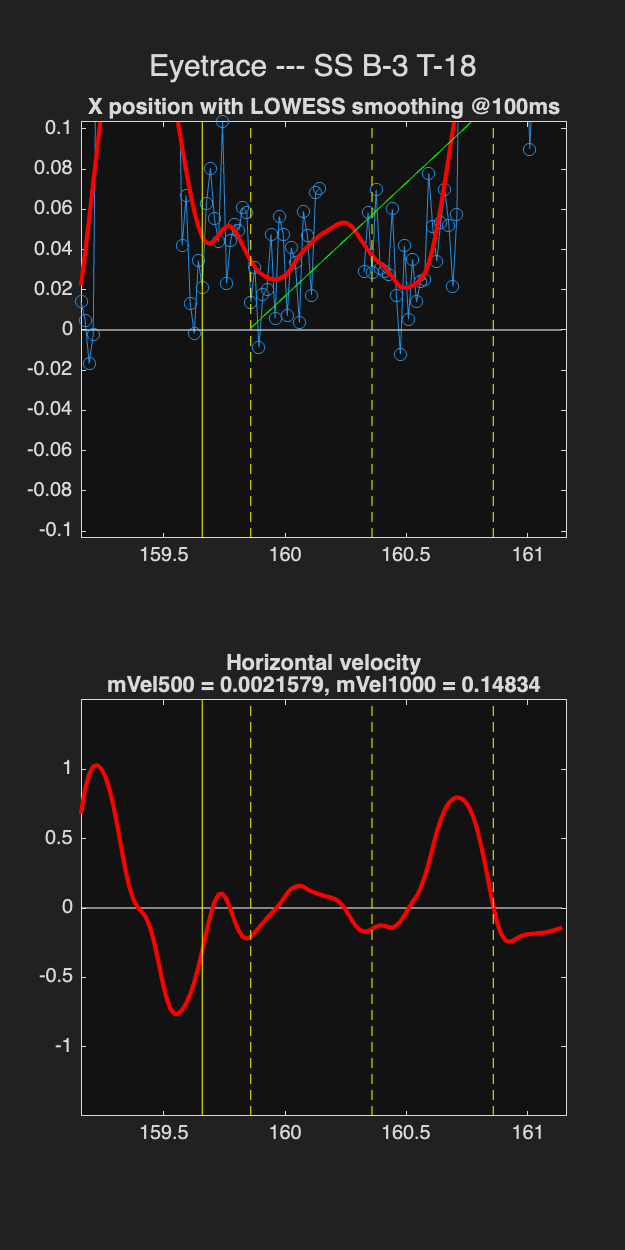 Eyetrace --- SS B-3 T-18
X position with LOWESS smoothing @100ms
0.1
0.08
0.06
0.04
0.02
0
-0.02
-0.04
-0.06
-0.08
-0.1
159.5 160 160.5 161
Horizontal velocity
mVel500 = 0.0021579, mVel1000 = 0.14834
1
0.5
0
-0.5
-1
159.5 160 160.5 161